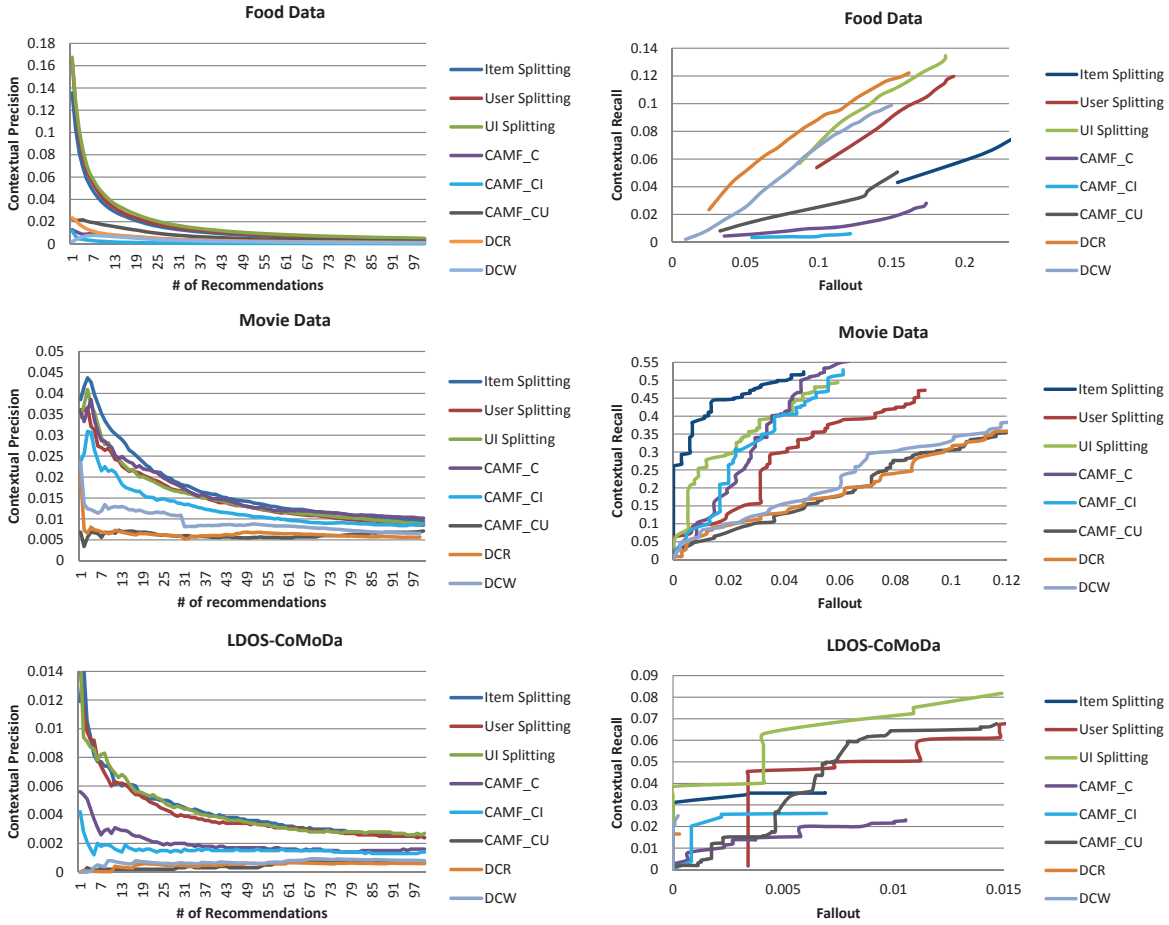 Food Data
Contextual Precision
0.18
0.16
0.14
0.12
0.1
0.08
0.06
0.04
0.02
0
1 7 13 19 25 31 37 43 49 55 61 67 73 79 85 91 97
# of Recommendations
Item Splitting
User Splitting
UI Splitting
CAMF_C
CAMF_CI
CAMF_CU
DCR
DCW
Food Data
Contextual Recall
0.14
0.12
0.1
0.08
0.06
0.04
0.02
0
0 0.05 0.1 0.15 0.2
Fallout
Item Splitting
User Splitting
UI Splitting
CAMF_C
CAMF_CI
CAMF_CU
DCR
DCW
Movie Data
Contextual Precision
0.05
0.045
0.04
0.035
0.03
0.025
0.02
0.015
0.01
0.005
0
1 7 13 19 25 31 37 43 49 55 61 67 73 79 85 91 97
# of recommendations
Item Splitting
User Splitting
UI Splitting
CAMF_C
CAMF_CI
CAMF_CU
DCR
DCW
Movie Data
Contextual Recall
0.55
0.5
0.45
0.4
0.35
0.3
0.25
0.2
0.15
0.1
0.05
0
0 0.02 0.04 0.06 0.08 0.1 0.12
Fallout
Item Splitting
User Splitting
UI Splitting
CAMF_C
CAMF_CI
CAMF_CU
DCR
DCW
LDOS-CoMoDa
Contextual Precision
0.014
0.012
0.01
0.008
0.006
0.004
0.002
0
1 7 13 19 25 31 37 43 49 55 61 67 73 79 85 91 97
# of Recommendations
Item Splitting
User Splitting
UI Splitting
CAMF_C
CAMF_CI
CAMF_CU
DCR
DCW
LDOS-CoMoDa
Contextual Recall
0.09
0.08
0.07
0.06
0.05
0.04
0.03
0.02
0.01
0
0 0.005 0.01 0.015
Fallout
Item Splitting
User Splitting
UI Splitting
CAMF_C
CAMF_CI
CAMF_CU
DCR
DCW